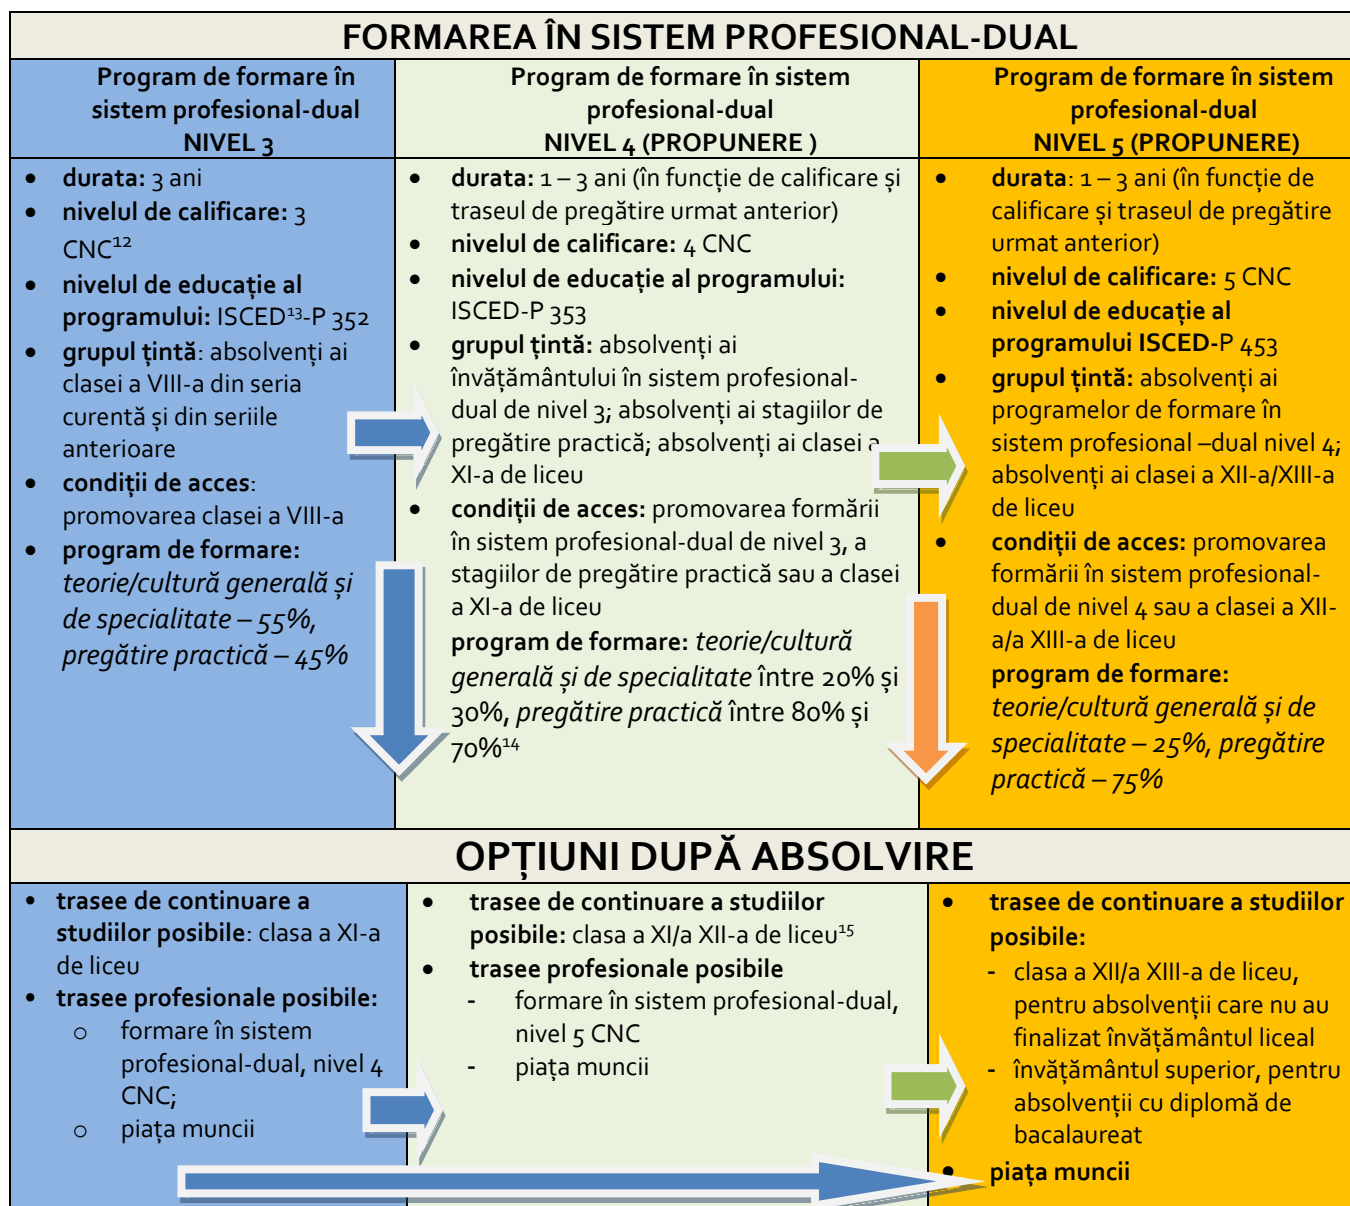 FORMAREA ÎN SISTEM PROFESIONAL-DUAL
Program de formare în
sistem profesional-dual
NIVEL 3
Program de formare în sistem
profesional-dual
NIVEL 4 (PROPUNERE )
Program de formare în sistem
profesional-dual
NIVEL 5 (PROPUNERE)
• durata: 3 ani
• nivelul de calificare: 3
CNC12
• nivelul de educație al
programului: ISCED13-P 352
• grupul țintă: absolvenți ai
clasei a VIII-a din seria
curentă și din seriile
anterioare
• condiții de acces:
promovarea clasei a VIII-a
• program de formare:
teorie/cultură generală și
de specialitate – 55%,
pregătire practică – 45%
• durata: 1 – 3 ani (în funcție de calificare și
traseul de pregătire urmat anterior)
• nivelul de calificare: 4 CNC
• nivelul de educație al programului:
ISCED-P 353
• grupul țintă: absolvenți ai
învățământului în sistem profesional-
dual de nivel 3; absolvenți ai stagiilor de
pregătire practică; absolvenți ai clasei a
XI-a de liceu
• condiții de acces: promovarea formării
în sistem profesional-dual de nivel 3, a
stagiilor de pregătire practică sau a clasei
a XI-a de liceu
program de formare: teorie/cultură
generală și de specialitate între 20% și
30%, pregătire practică între 80% și
70%14
• durata: 1 – 3 ani (în funcție de
calificare și traseul de pregătire
urmat anterior)
• nivelul de calificare: 5 CNC
• nivelul de educație al
programului ISCED-P 453
• grupul țintă: absolvenți ai
programelor de formare în
sistem profesional –dual nivel 4;
absolvenți ai clasei a XII-a/XIII-a
de liceu
• condiții de acces: promovarea
formării în sistem profesional-
dual de nivel 4 sau a clasei a XII-
a/a XIII-a de liceu
program de formare:
teorie/cultură generală și de
specialitate – 25%, pregătire
practică – 75%
OPȚIUNI DUPĂ ABSOLVIRE
• trasee de continuare a
studiilor posibile: clasa a XI-a
de liceu
• trasee profesionale posibile:
o formare în sistem
profesional-dual, nivel 4
CNC;
o piața muncii
• trasee de continuare a studiilor
posibile: clasa a XI/a XII-a de liceu15
• trasee profesionale posibile
- formare în sistem profesional-dual,
nivel 5 CNC
- piața muncii
• trasee de continuare a studiilor
posibile:
- clasa a XII/a XIII-a de liceu,
pentru absolvenții care nu au
finalizat învățământul liceal
- învățământul superior, pentru
absolvenții cu diplomă de
bacalaureat
• piața muncii